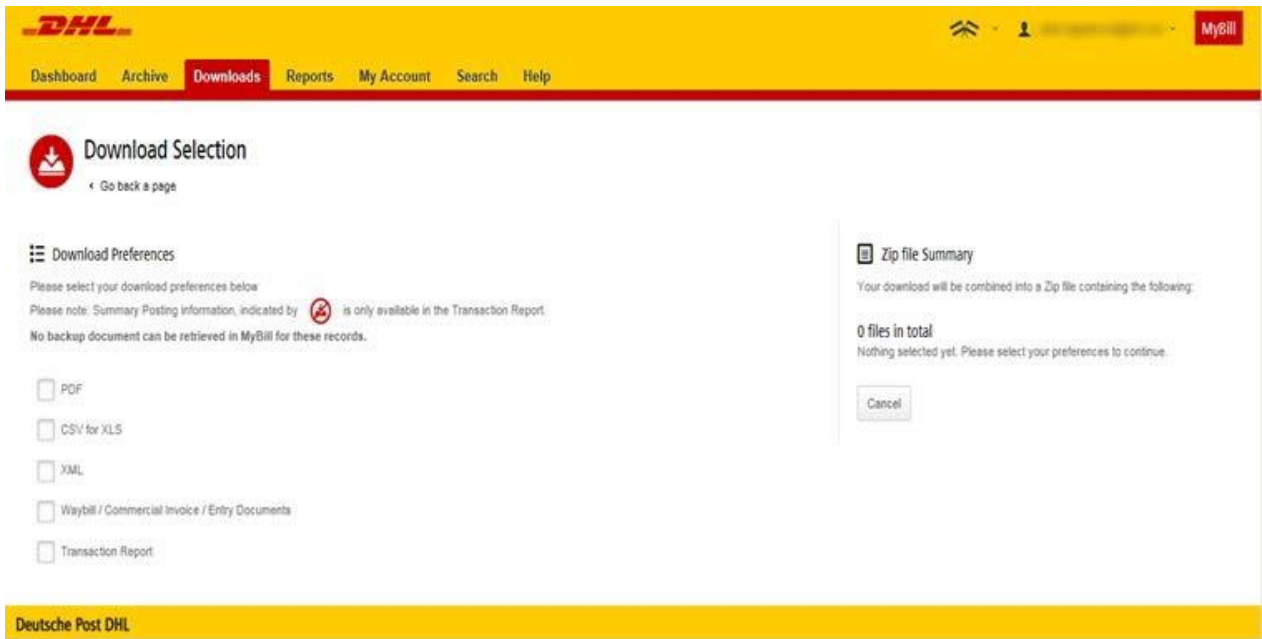 DHL
MyBill
Dashboard Archive Downloads Reports My Account Search Help
Download Selection
< Go back a page
Download Preferences
Please select your download preferences below
Please note: Summary Posting information, indicated by is only available in the Transaction Report.
No backup document can be retrieved in MyBill for these records.
PDF
CSV for XLS
XML
Waybill / Commercial Invoice / Entry Documents
Transaction Report
Zip file Summary
Your download will be combined into a Zip file containing the following:
0 files in total
Nothing selected yet. Please select your preferences to continue.
Cancel
Deutsche Post DHL